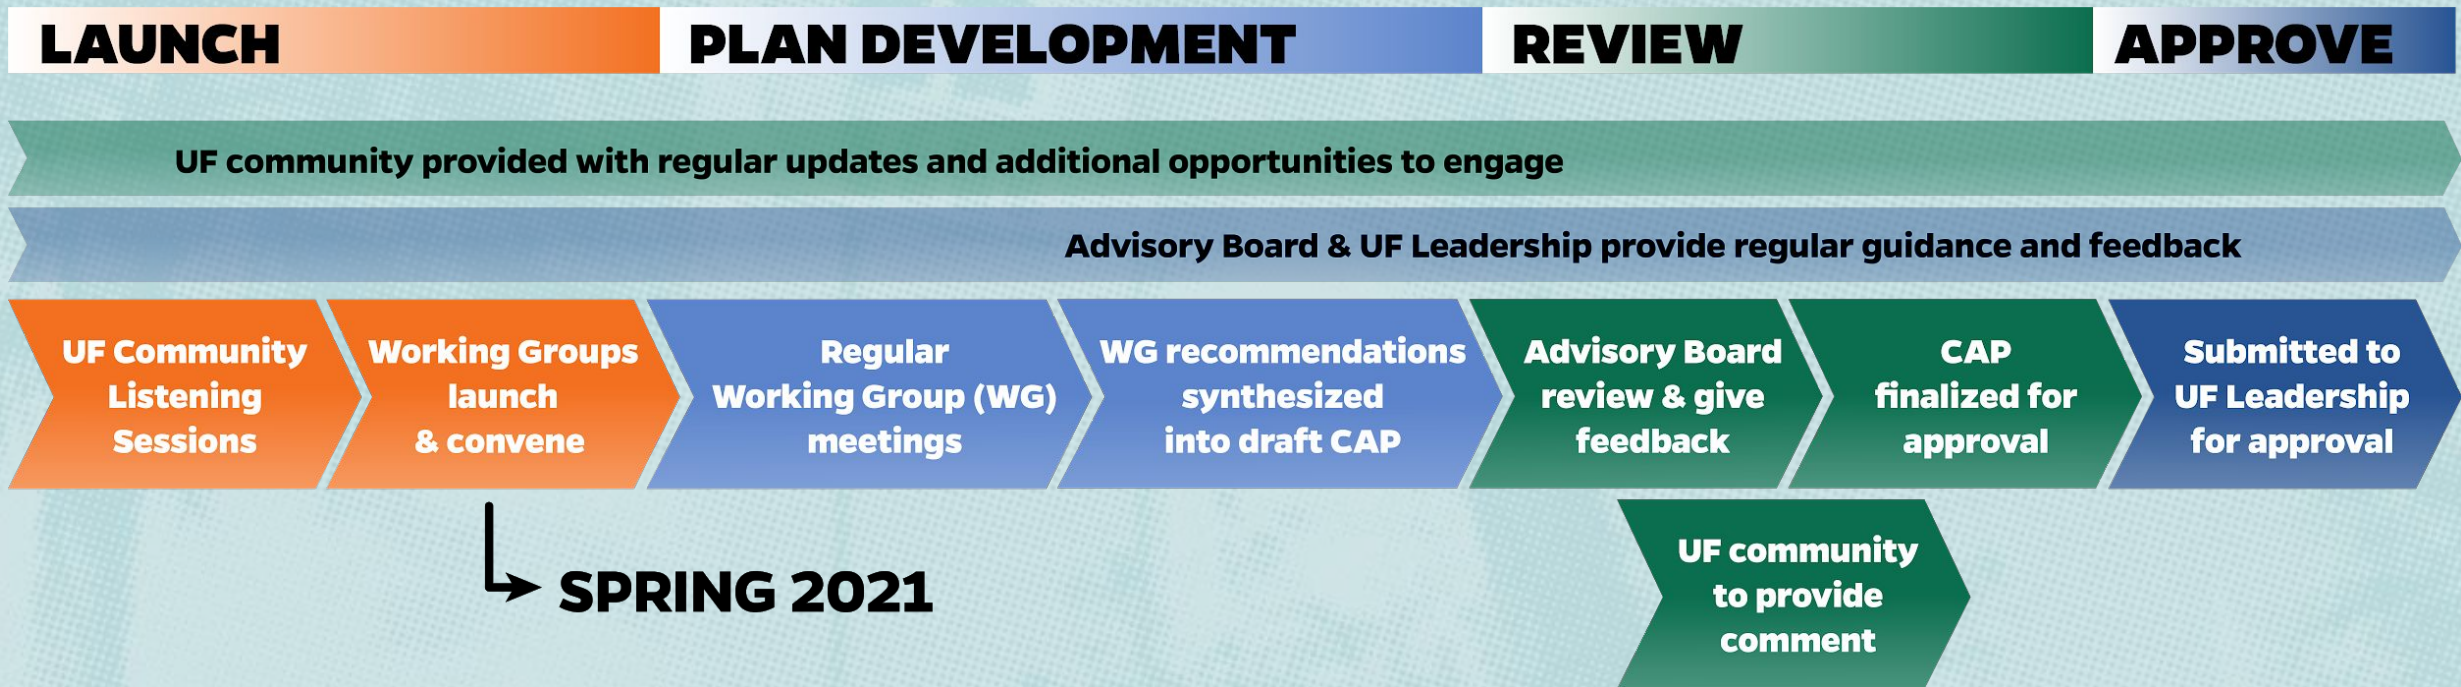 LAUNCH
PLAN DEVELOPMENT
REVIEW
APPROVE
UF community provided with regular updates and additional opportunities to engage
Advisory Board & UF Leadership provide regular guidance and feedback
UF Community
Listening
Sessions
Working Groups
launch
& convene
Regular
Working Group (WG)
meetings
WG recommendations
synthesized
into draft CAP
Advisory Board
review & give
feedback
CAP
finalized for
approval
Submitted to
UF Leadership
for approval
SPRING 2021
UF community
to provide
comment